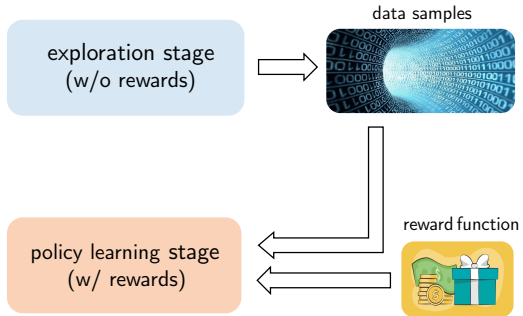 data samples
exploration stage
(w/o rewards)
reward function
policy learning stage
(w/ rewards)